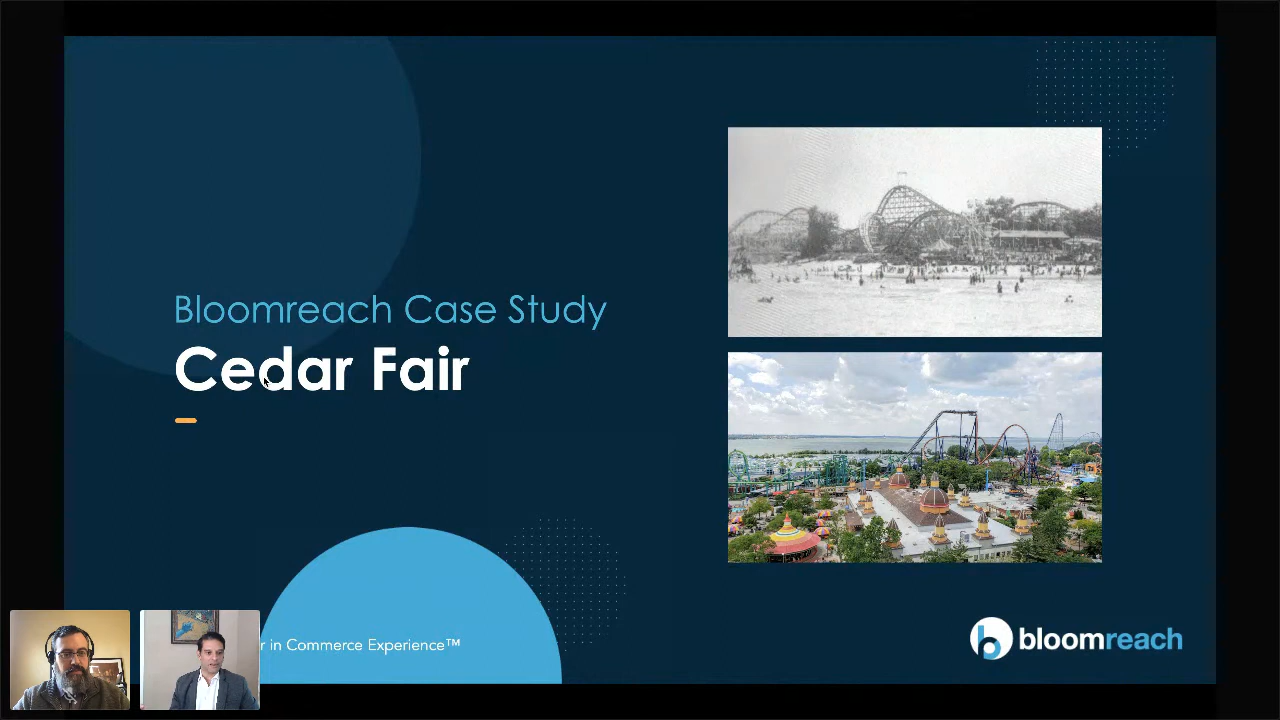 Bloomreach Case Study
Cedar Fair
in Commerce Experience™
bloomreach